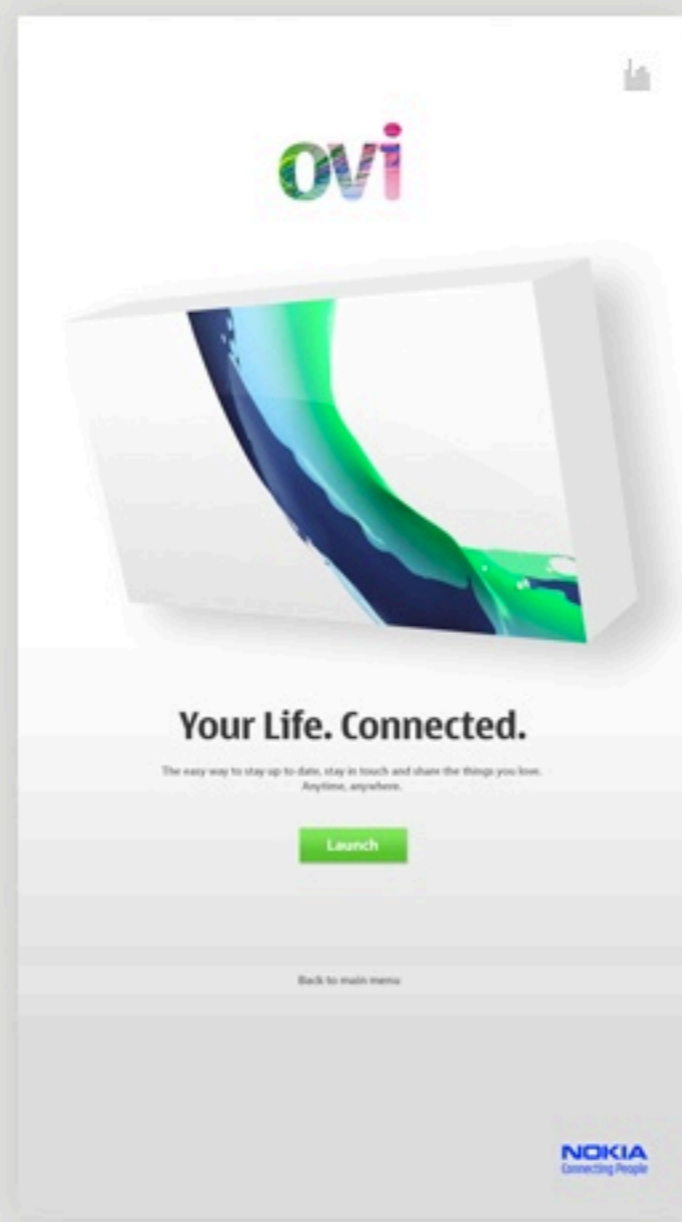 ovi
Your Life. Connected.
The easy way to stay up to date, stay in touch and share the things you love.
Anytime, anywhere.
Launch
Back to main menu
NOKIA
Connecting People